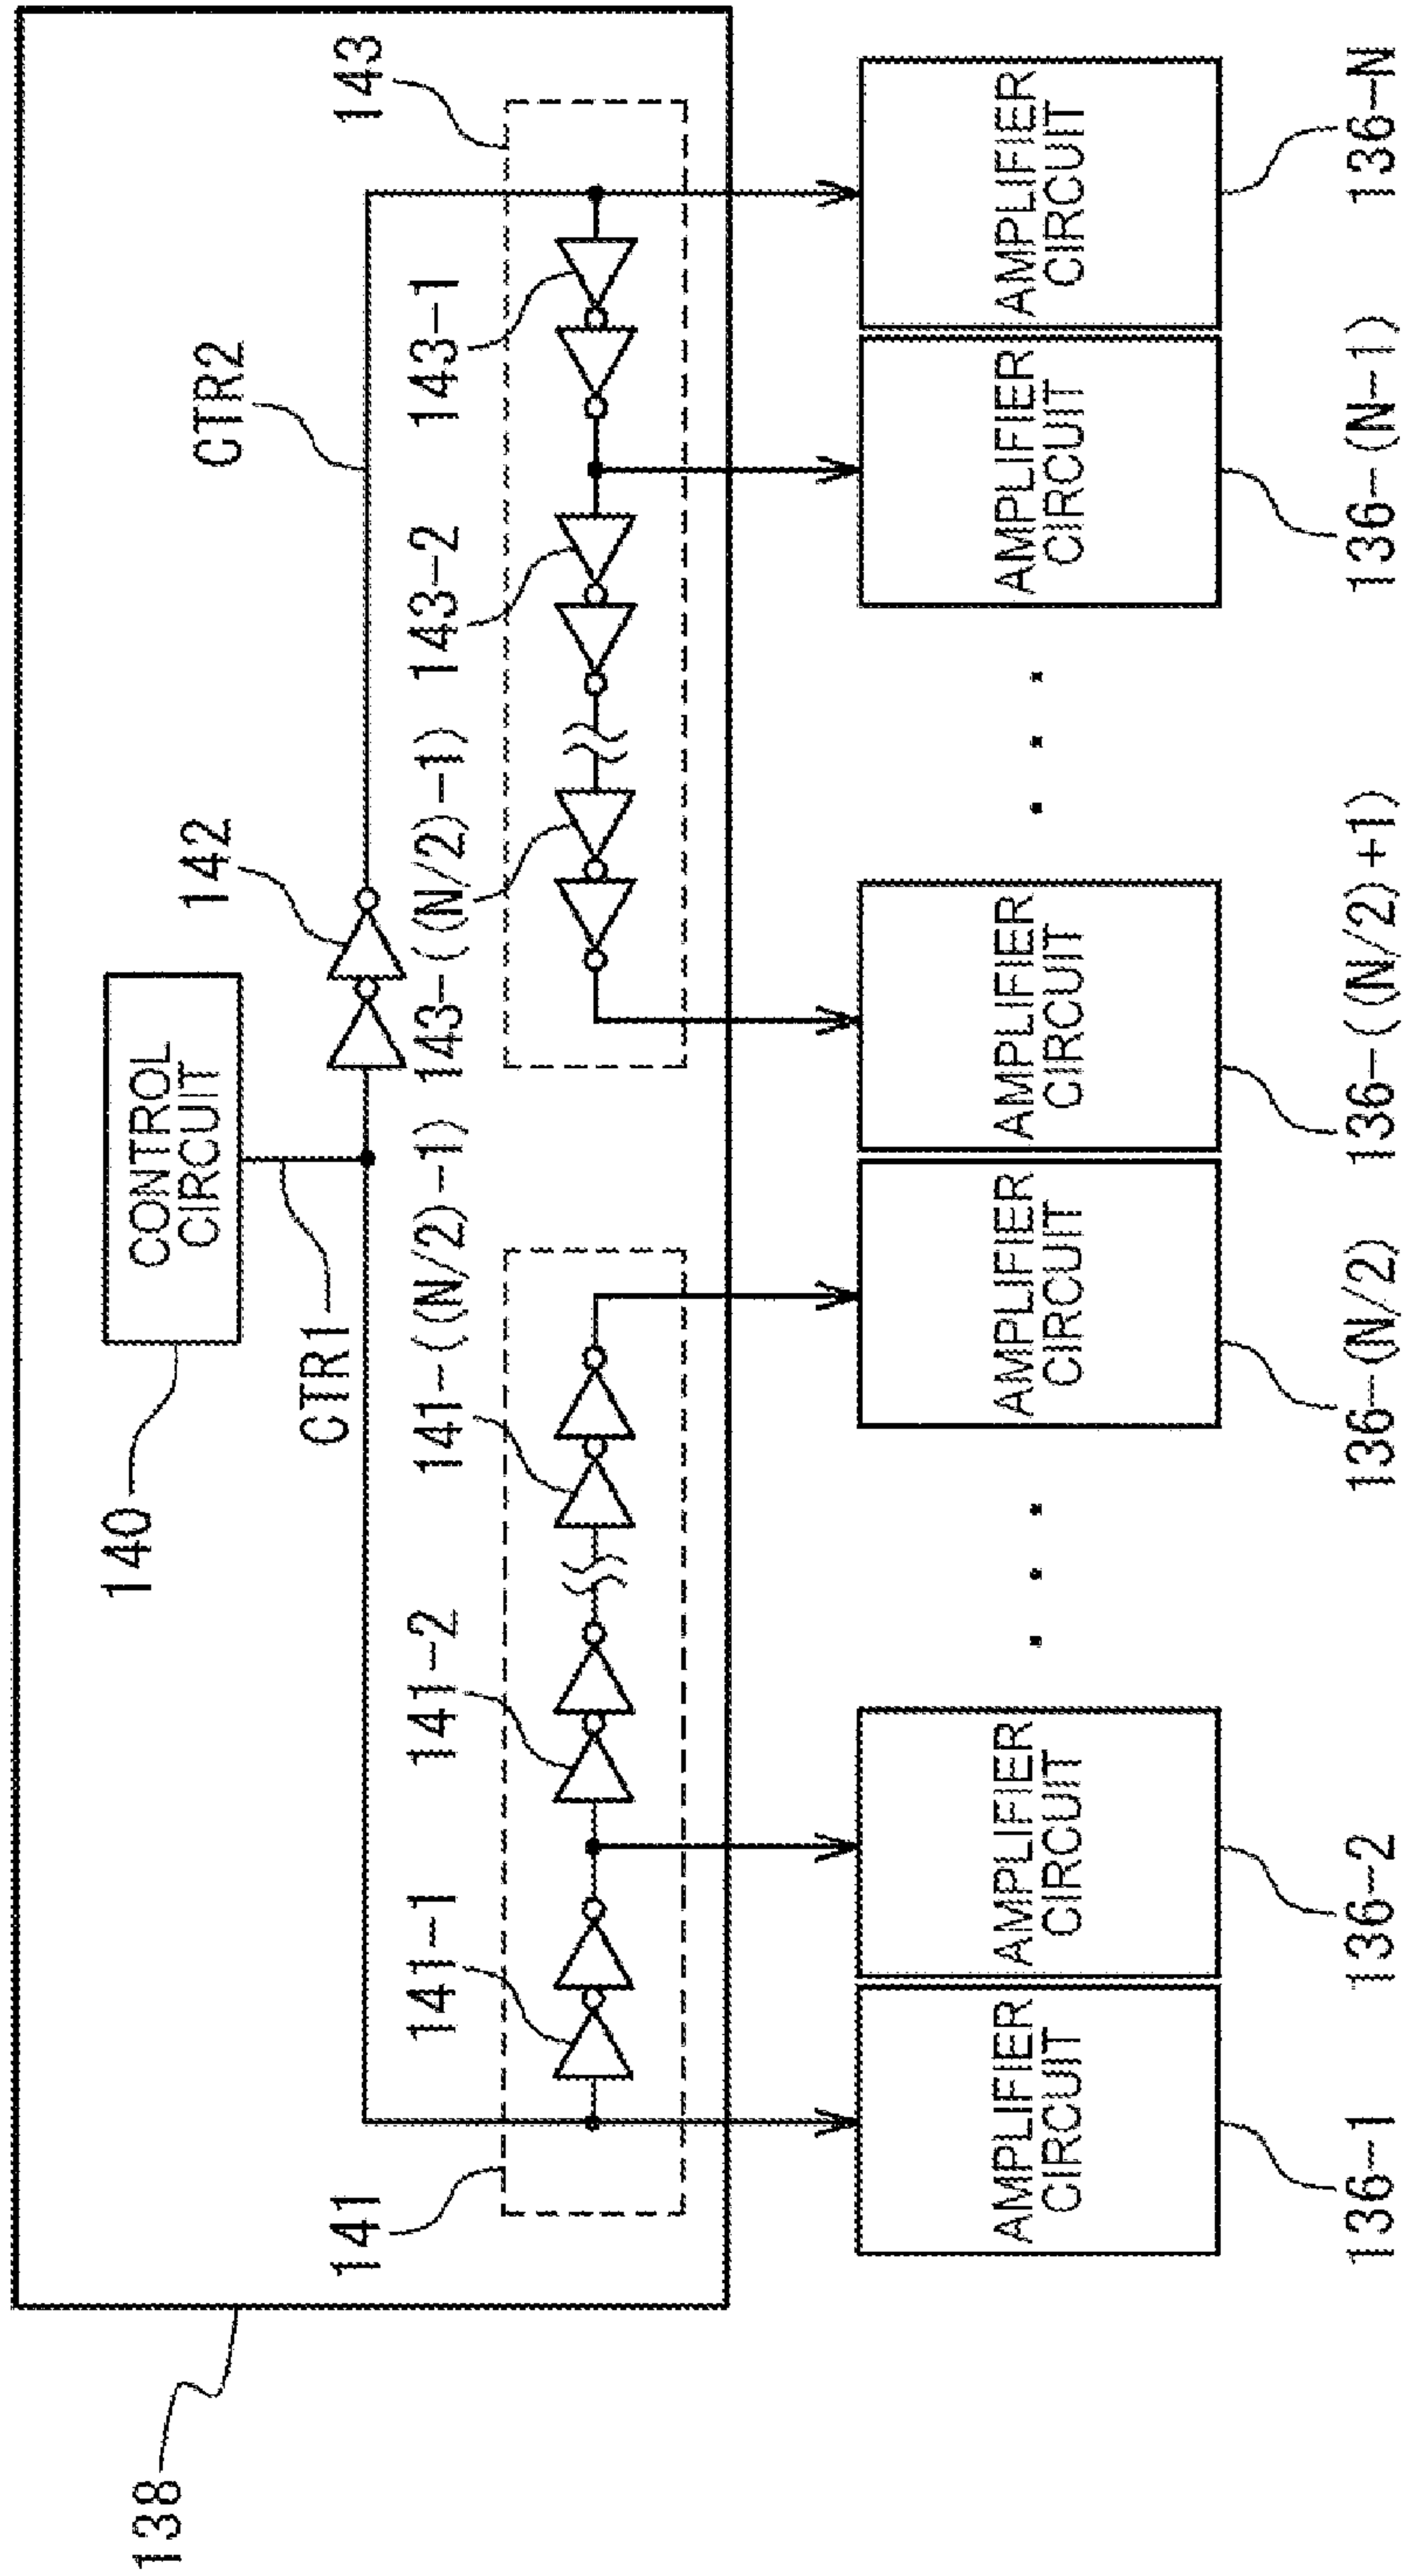 138
140
CONTROL
CIRCUIT
142
CTR1
CTR2
141
141-1
141-2
141-((N/2)-1)
143-((N/2)-1)
143-2
143-1
143
AMPLIFIER
CIRCUIT
AMPLIFIER
CIRCUIT
AMPLIFIER
CIRCUIT
AMPLIFIER
CIRCUIT
AMPLIFIER
CIRCUIT
AMPLIFIER
CIRCUIT
136-1
136-2
136-(N/2)
136-((N/2)+1)
136-(N-1)
136-N